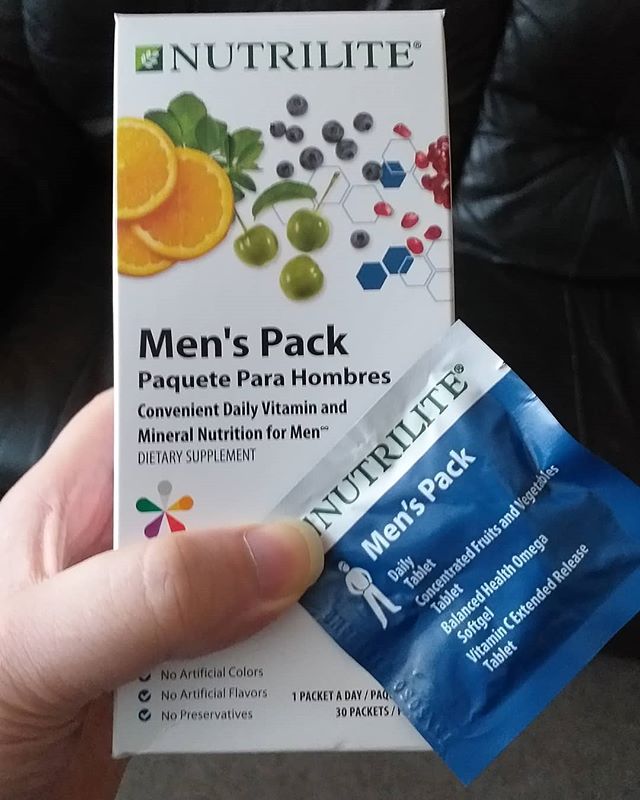 NUTRILITE®
Men's Pack
Paquete Para Hombres
Convenient Daily Vitamin and
Mineral Nutrition for Men∞
DIETARY SUPPLEMENT
No Artificial Colors
No Artificial Flavors
No Preservatives
1 PACKET A DAY /
30 PACKETS /
NUTRILITE®
Men's Pack
Daily
Tablet
Concentrated Fruits and Vegetables
Tablet
Balanced Health Omega
Softgel
Vitamin C Extended Release
Tablet